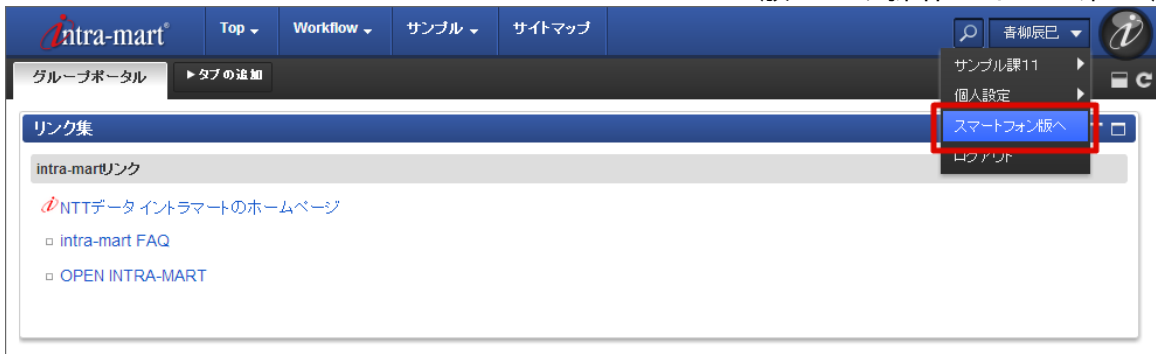 intra-mart®
Top
Workflow
サンプル
サイトマップ
青柳辰巳
グループポータル
タブの追加
サンプル課11
個人設定
スマートフォン版へ
ログアウト
リンク集
intra-martリンク
NTTデータ イントラマートのホームページ
intra-mart FAQ
OPEN INTRA-MART